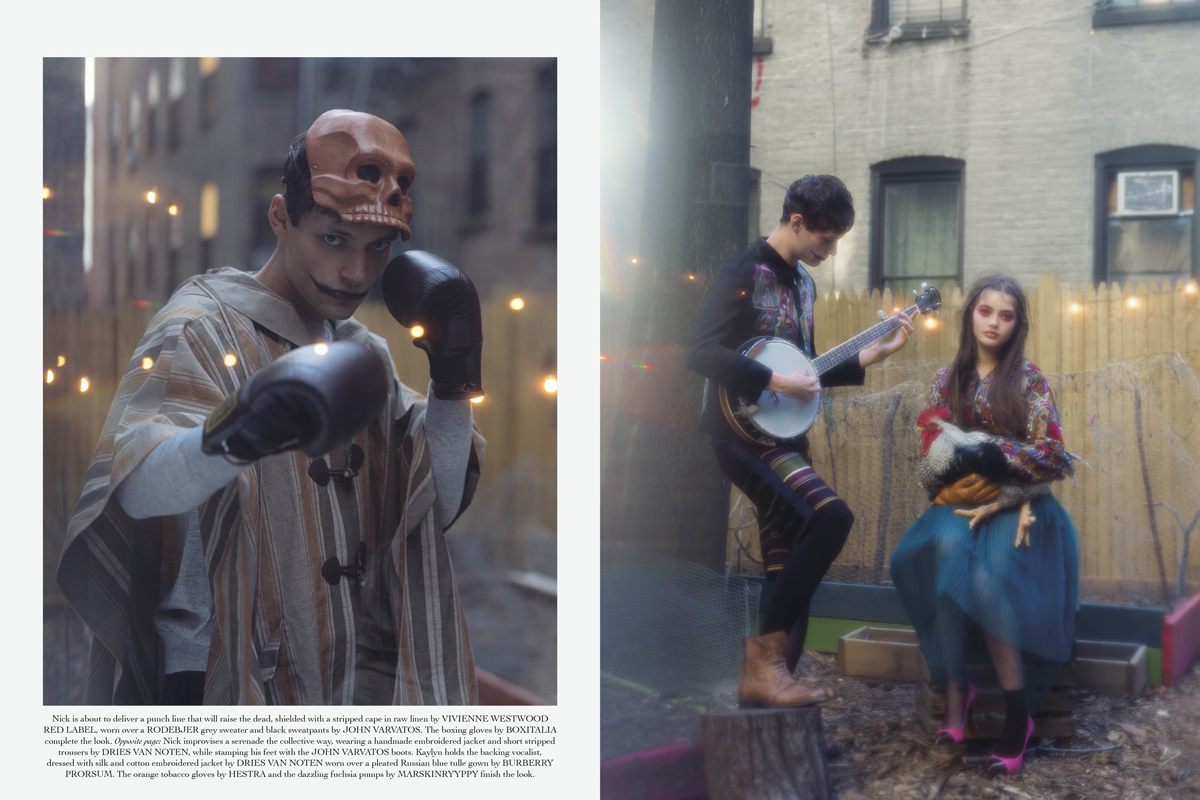 Nick is about to deliver a punch line that will raise the dead, shielded with a stripped cape in raw linen by VIVIENNE WESTWOOD
RED LABEL, worn over a RODEBJER grey sweater and black sweatpants by JOHN VARVATOS. The boxing gloves by BOXITALIA
complete the look. Opposite page: Nick improvises a serenade the collective way, wearing a handmade embroidered jacket and short stripped
trousers by DRIES VAN NOTEN, while stamping his feet with the JOHN VARVATOS boots. Kaylyn holds the backing vocalist,
dressed with silk and cotton embroidered jacket by DRIES VAN NOTEN worn over a pleated Russian blue tulle gown by BURBERRY
PRORSUM. The orange tobacco gloves by HESTRA and the dazzling fuchsia pumps by MARSKINRYYPPY finish the look.